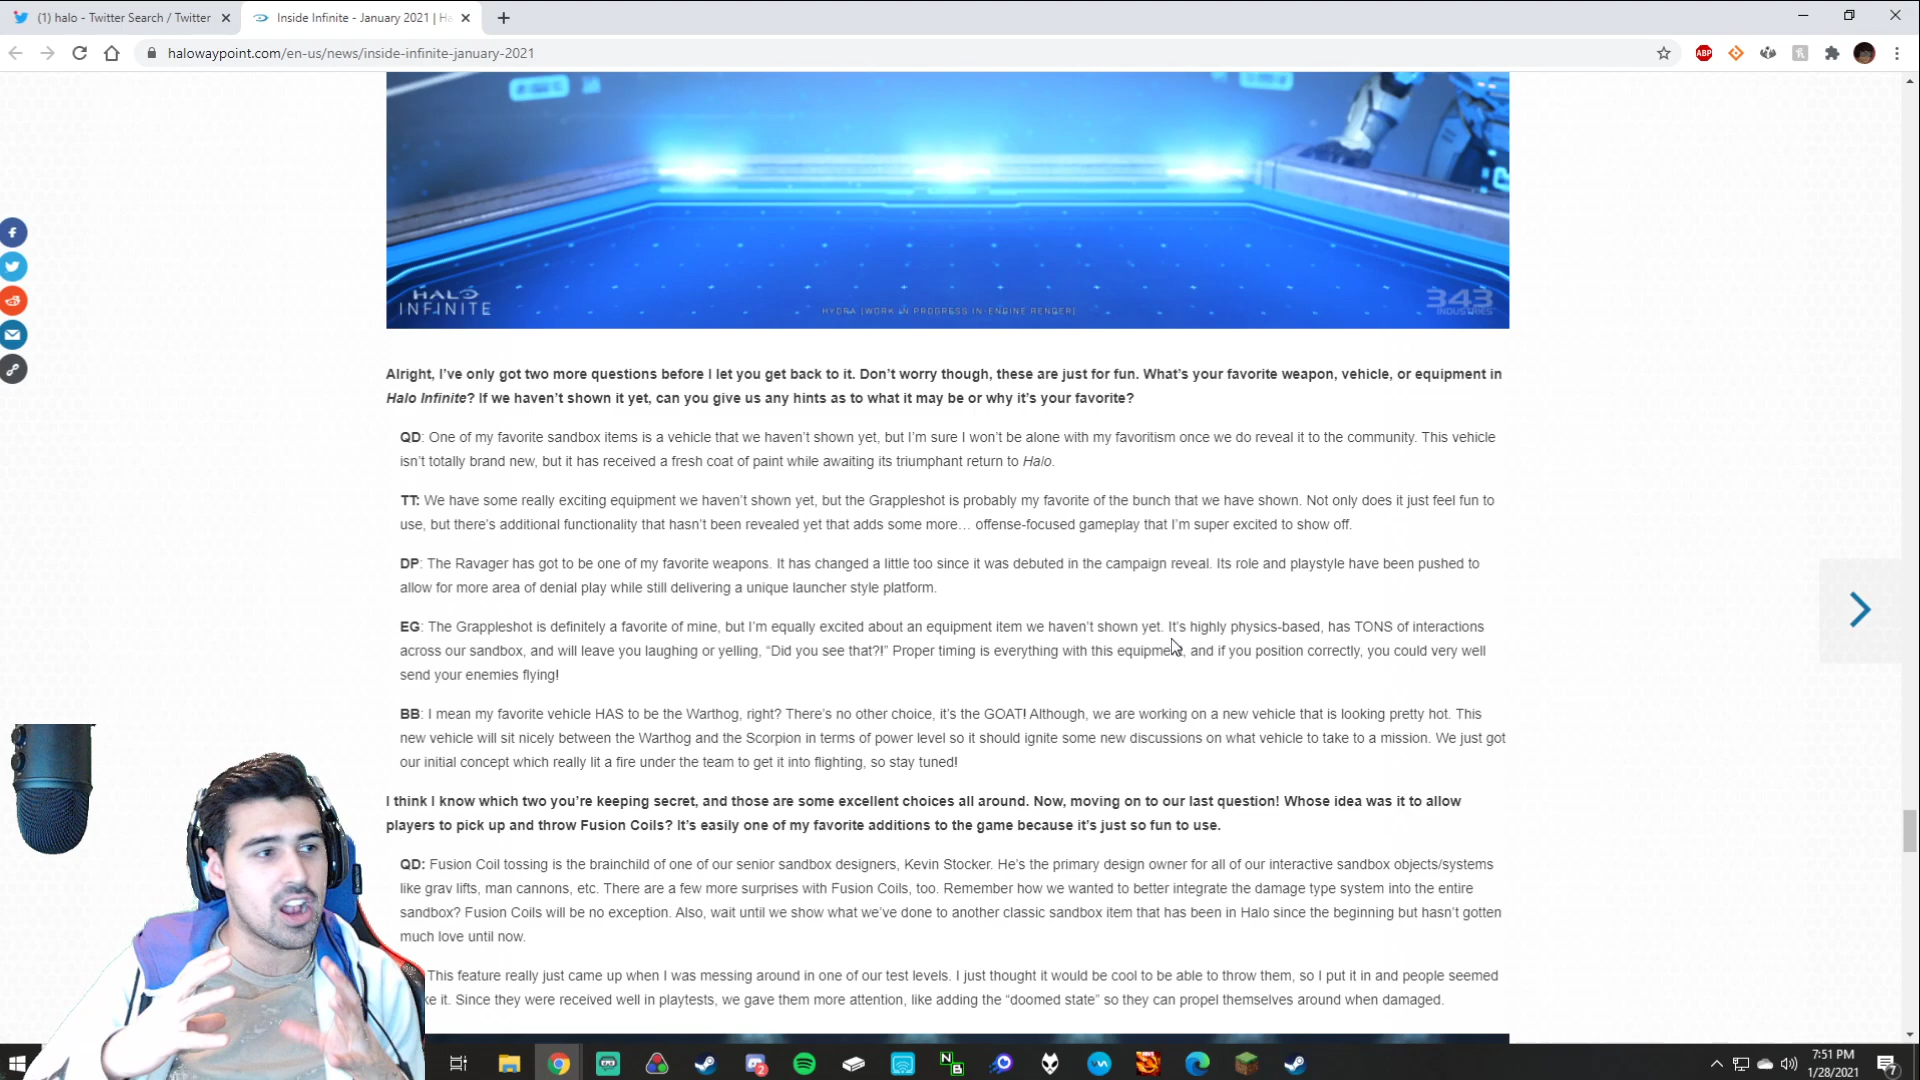 (1) halo - Twitter Search / Twitter
Inside Infinite - January 2021 | Ha
halowaypoint.com/en-us/news/inside-infinite-january-2021
ABP
HALO
INFINITE
HYDRA [WORK IN PROGRESS IN-ENGINE RENDER]
343
INDUSTRIES
Alright, I've only got two more questions before I let you get back to it. Don't worry though, these are just for fun. What's your favorite weapon, vehicle, or equipment in
Halo Infinite? If we haven't shown it yet, can you give us any hints as to what it may be or why it's your favorite?
QD: One of my favorite sandbox items is a vehicle that we haven't shown yet, but I'm sure I won't be alone with my favoritism once we do reveal it to the community. This vehicle
isn't totally brand new, but it has received a fresh coat of paint while awaiting its triumphant return to Halo.
TT: We have some really exciting equipment we haven't shown yet, but the Grappleshot is probably my favorite of the bunch that we have shown. Not only does it just feel fun to
use, but there's additional functionality that hasn't been revealed yet that adds some more… offense-focused gameplay that I'm super excited to show off.
DP: The Ravager has got to be one of my favorite weapons. It has changed a little too since it was debuted in the campaign reveal. Its role and playstyle have been pushed to
allow for more area of denial play while still delivering a unique launcher style platform.
EG: The Grappleshot is definitely a favorite of mine, but I'm equally excited about an equipment item we haven't shown yet. It's highly physics-based, has TONS of interactions
across our sandbox, and will leave you laughing or yelling, "Did you see that?!" Proper timing is everything with this equipment, and if you position correctly, you could very well
send your enemies flying!
BB: I mean my favorite vehicle HAS to be the Warthog, right? There's no other choice, it's the GOAT! Although, we are working on a new vehicle that is looking pretty hot. This
new vehicle will sit nicely between the Warthog and the Scorpion in terms of power level so it should ignite some new discussions on what vehicle to take to a mission. We just got
our initial concept which really lit a fire under the team to get it into flighting, so stay tuned!
I think I know which two you're keeping secret, and those are some excellent choices all around. Now, moving on to our last question! Whose idea was it to allow
players to pick up and throw Fusion Coils? It's easily one of my favorite additions to the game because it's just so fun to use.
QD: Fusion Coil tossing is the brainchild of one of our senior sandbox designers, Kevin Stocker. He's the primary design owner for all of our interactive sandbox objects/systems
like grav lifts, man cannons, etc. There are a few more surprises with Fusion Coils, too. Remember how we wanted to better integrate the damage type system into the entire
sandbox? Fusion Coils will be no exception. Also, wait until we show what we've done to another classic sandbox item that has been in Halo since the beginning but hasn't gotten
much love until now.
This feature really just came up when I was messing around in one of our test levels. I just thought it would be cool to be able to throw them, so I put it in and people seemed
ke it. Since they were received well in playtests, we gave them more attention, like adding the "doomed state" so they can propel themselves around when damaged.
2
N
B
7:51 PM
1/28/2021
7